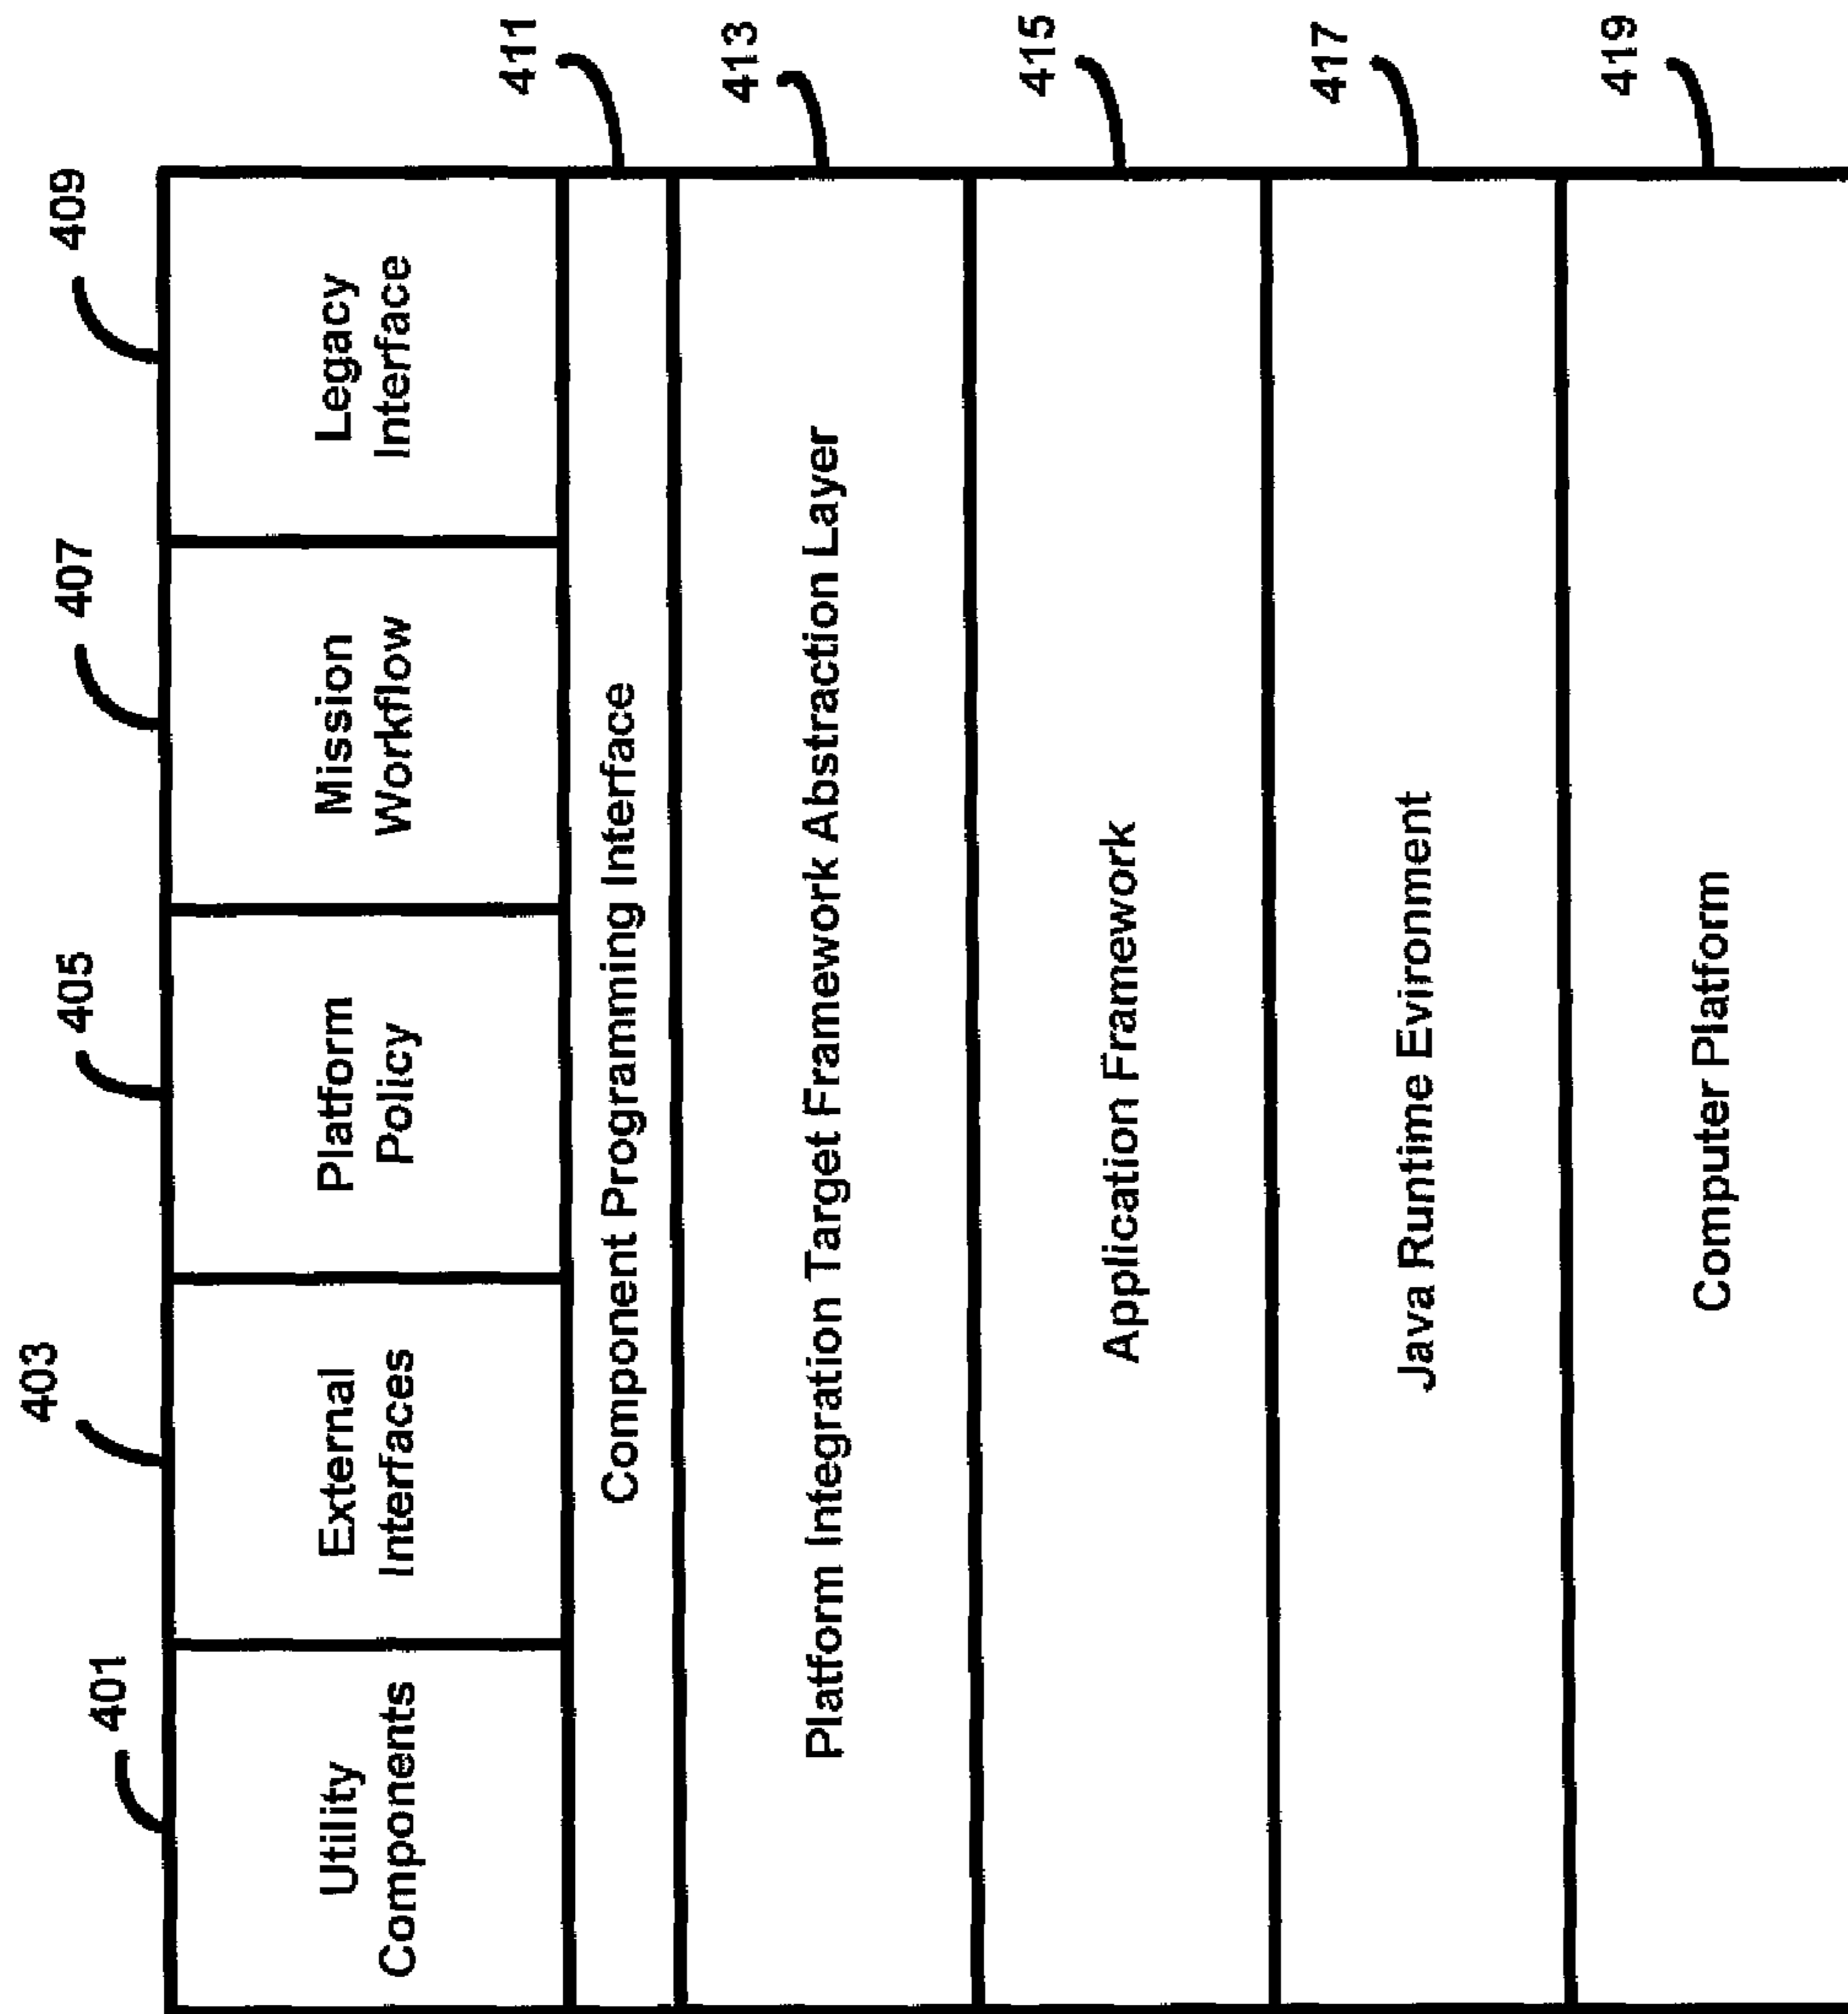 401
403
405
407
409
Utility
Components
External
Interfaces
Platform
Policy
Mission
Workflow
Legacy
Interface
Component Programming Interface
411
Platform Integration Target Framework Abstraction Layer
413
Application Framework
415
Java Runtime Evironment
417
Computer Platform
419